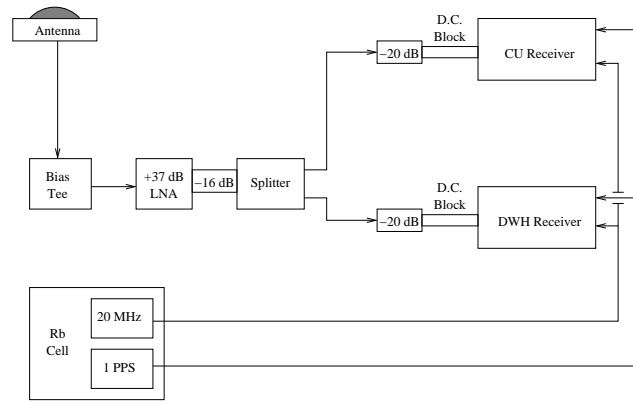 Antenna
Bias
Tee
+37 dB
LNA
−16 dB
Splitter
−20 dB
D.C.
Block
CU Receiver
−20 dB
D.C.
Block
DWH Receiver
Rb
Cell
20 MHz
1 PPS